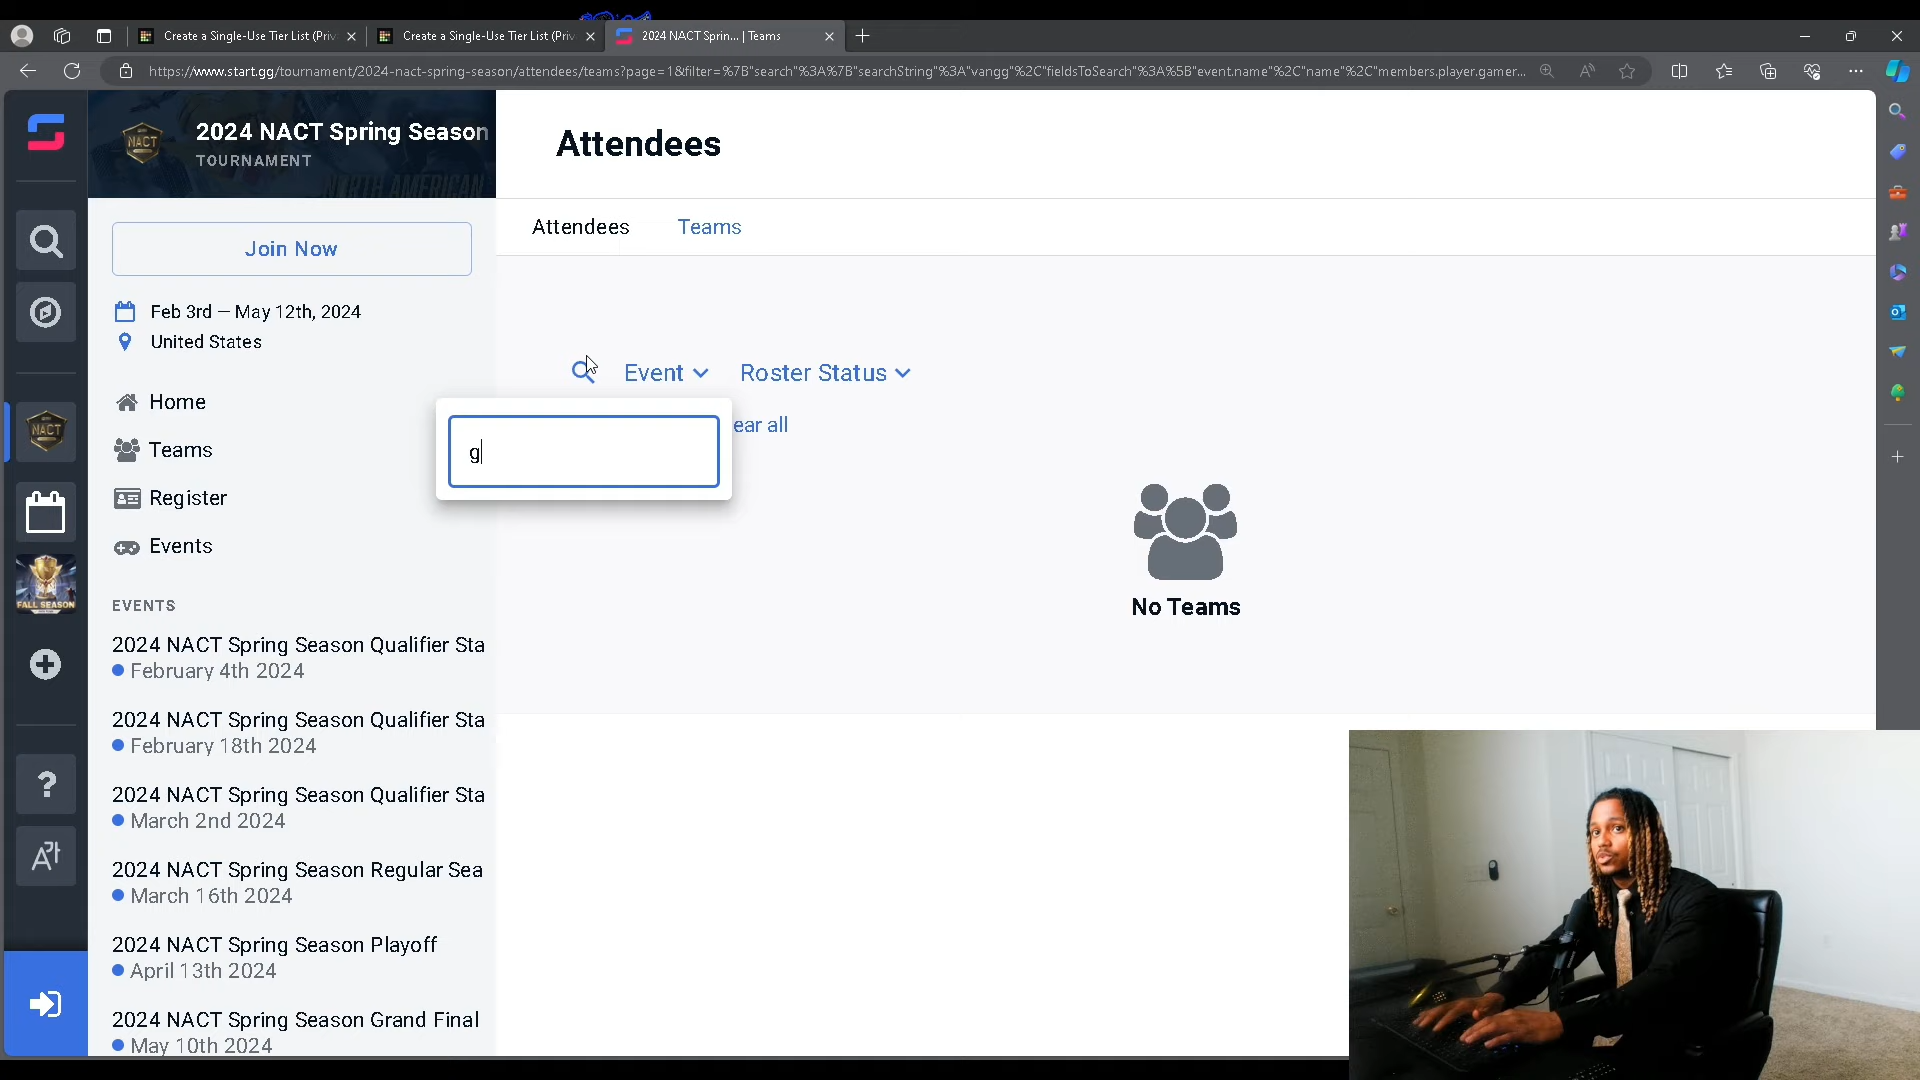 Create a Single-Use Tier List (Priv
Create a Single-Use Tier List (Priv
2024 NACT Sprin... | Teams
https://www.start.gg/tournament/2024-nact-spring-season/attendees/teams?page=1&filter=%7B"search"%3A%7B"searchString"%3A"vangg"%2C"fieldsToSearch"%3A%5B"event.name"%2C"name"%2C"members.player.gamer...
NACT
2024 NACT Spring Season
TOURNAMENT
NORTH AMERICAN
Join Now
Feb 3rd — May 12th, 2024
United States
Home
Teams
Register
Events
EVENTS
2024 NACT Spring Season Qualifier Sta
February 4th 2024
2024 NACT Spring Season Qualifier Sta
February 18th 2024
2024 NACT Spring Season Qualifier Sta
March 2nd 2024
2024 NACT Spring Season Regular Sea
March 16th 2024
2024 NACT Spring Season Playoff
April 13th 2024
2024 NACT Spring Season Grand Final
May 10th 2024
NACT
FALL SEASON
Attendees
Attendees
Teams
Event
Roster Status
ear all
g
No Teams